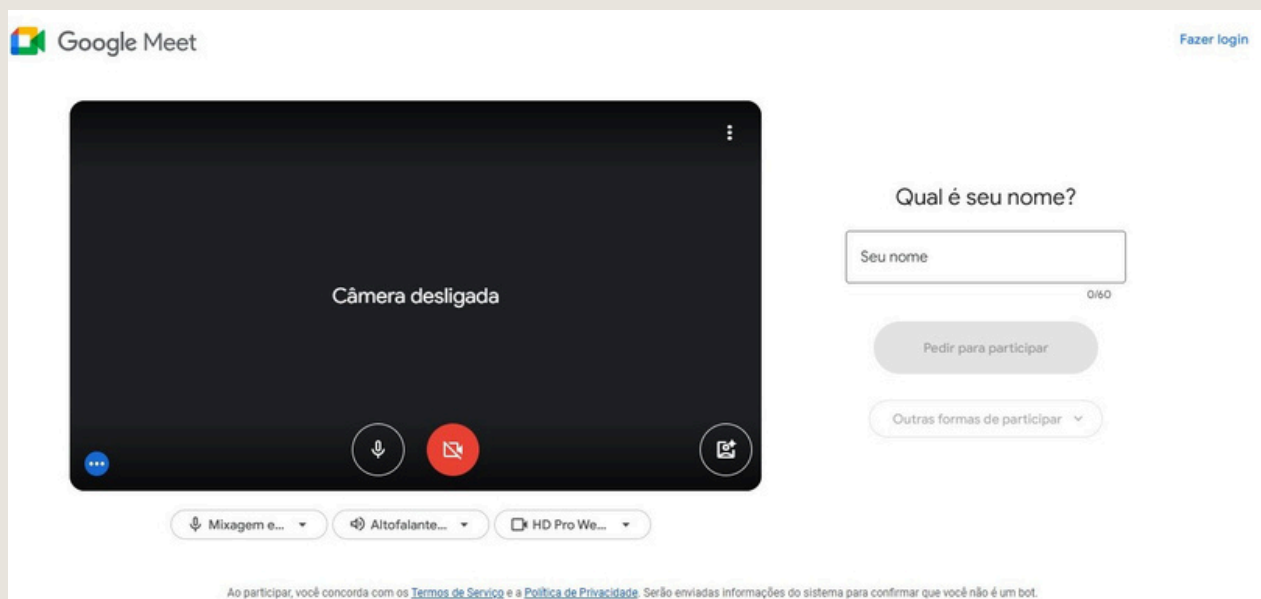 Google Meet
Fazer login
Câmera desligada
Qual é seu nome?
Seu nome
0/60
Pedir para participar
Outras formas de participar
Mixagem e...
Altofalante...
HD Pro We...
Ao participar, você concorda com os Termos de Serviço e a Política de Privacidade. Serão enviadas informações do sistema para confirmar que você não é um bot.